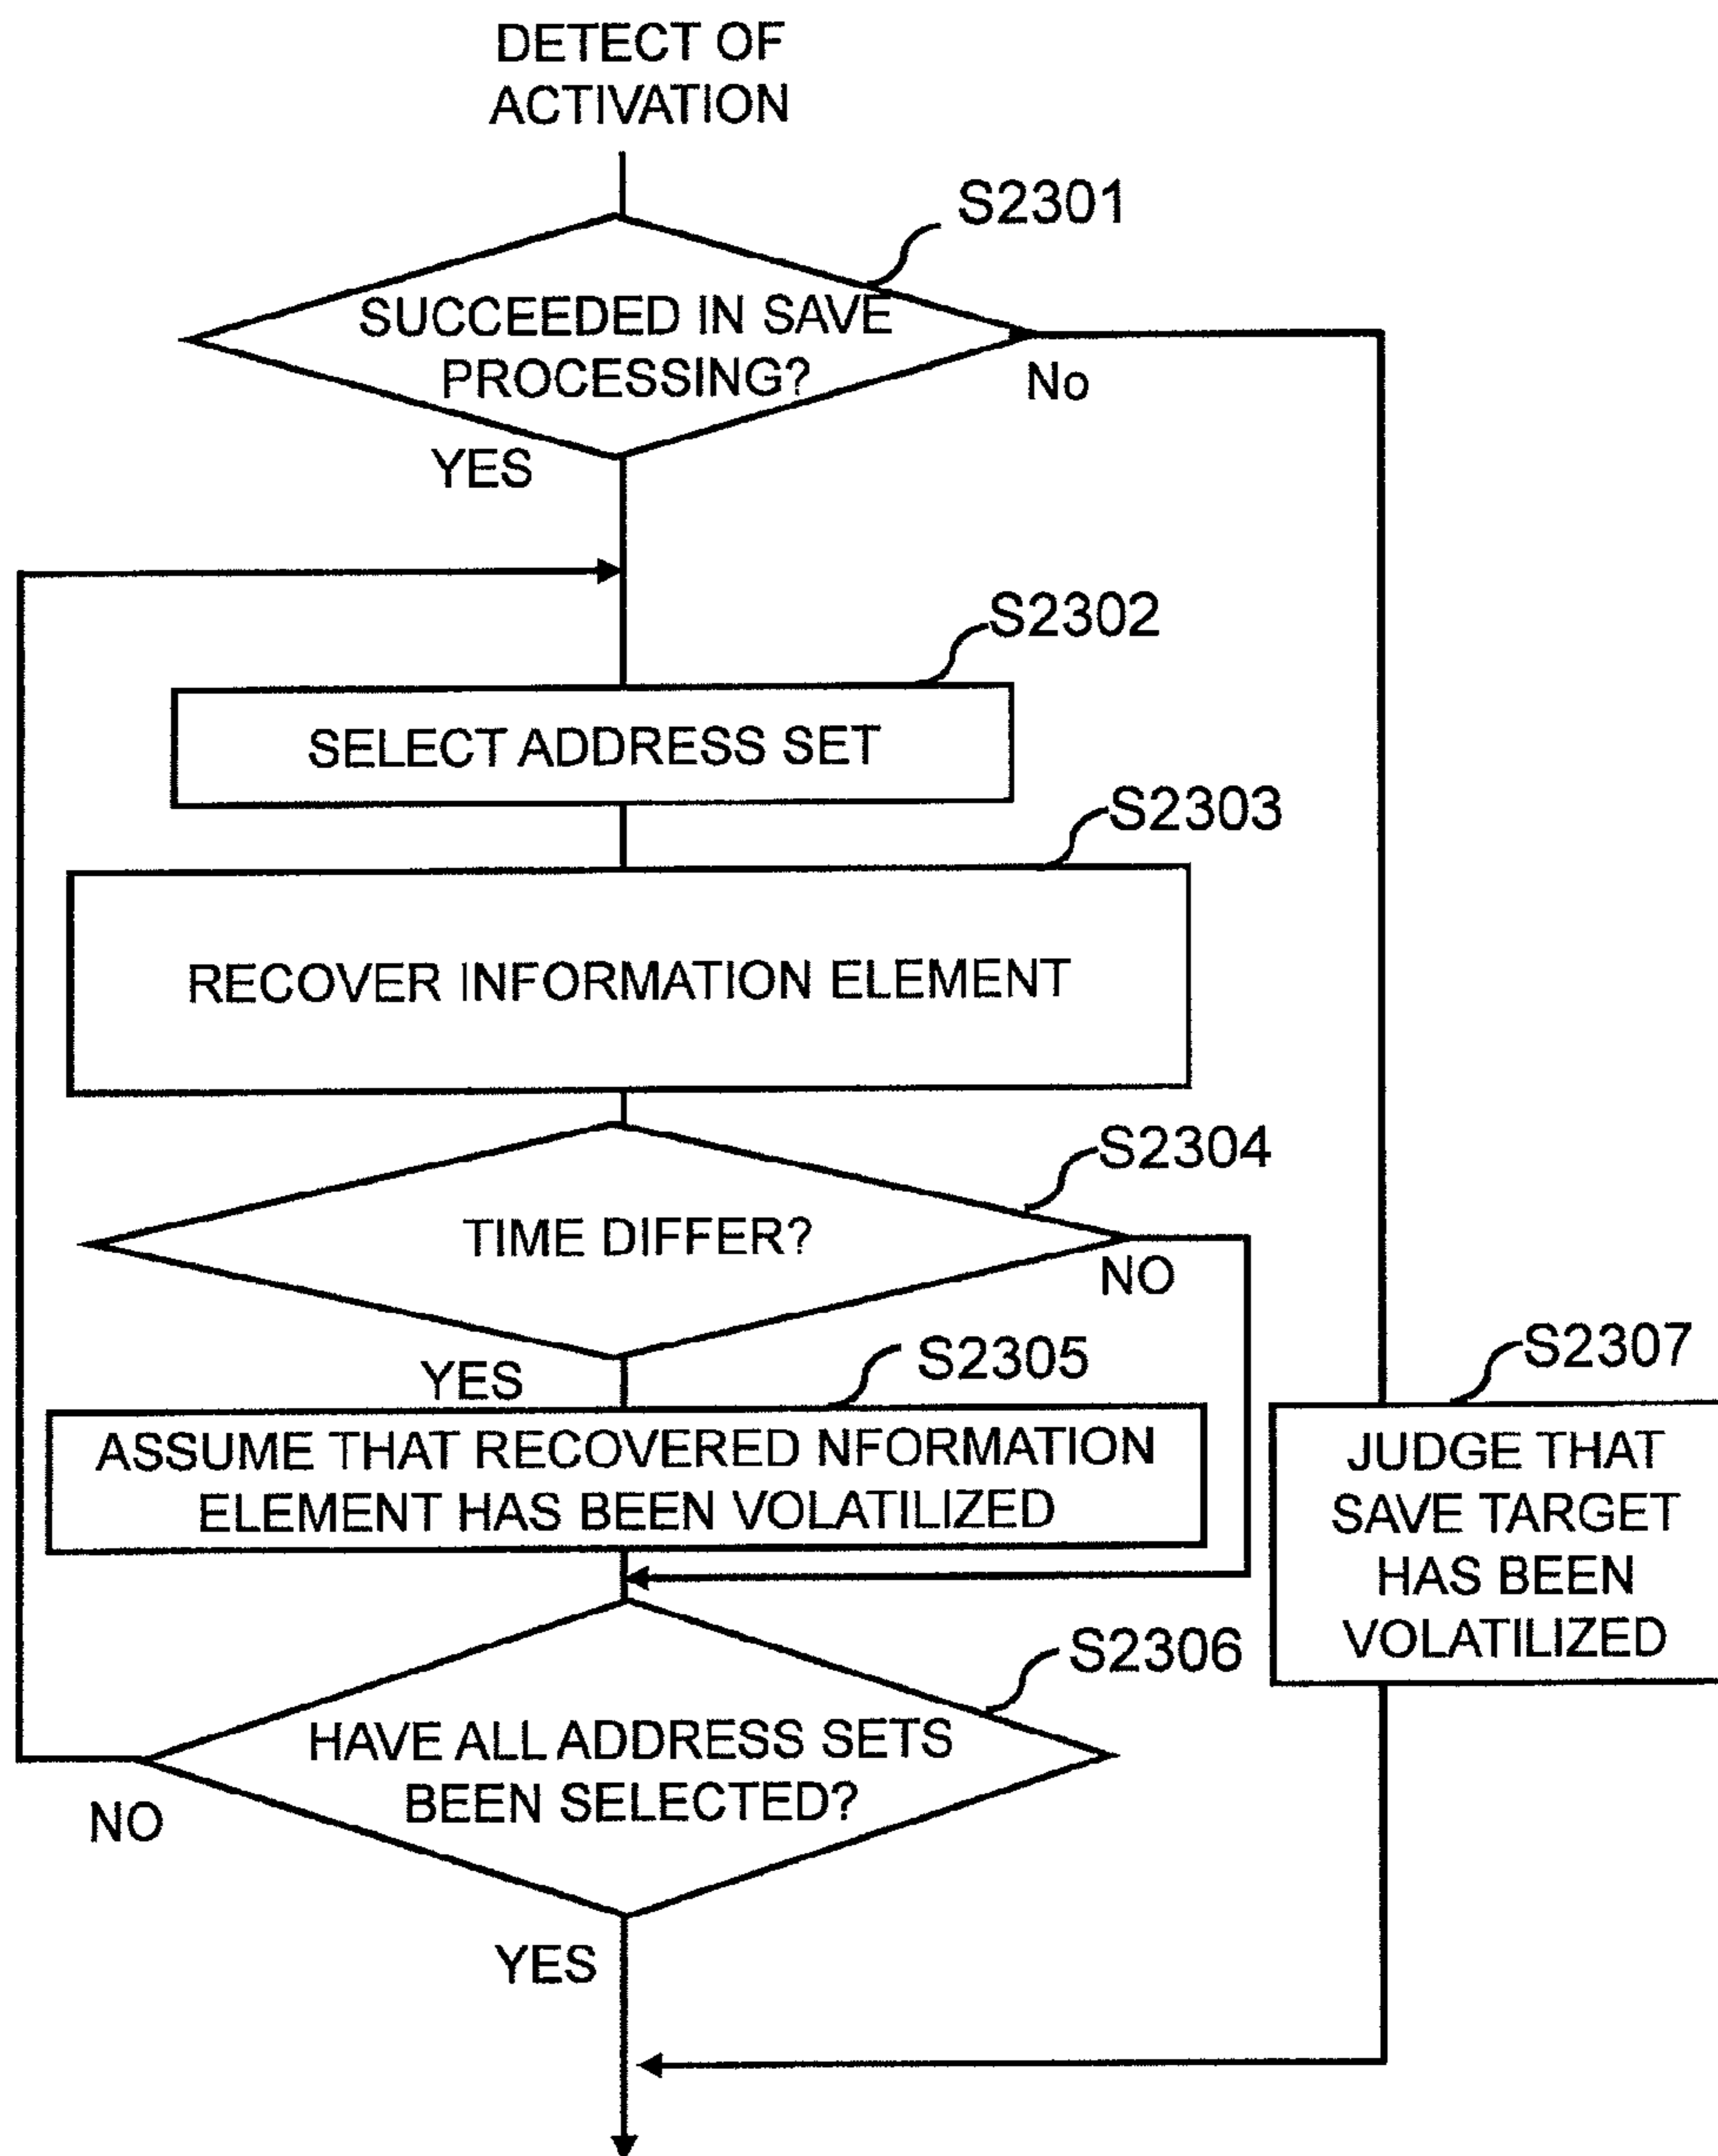 DETECT OF
ACTIVATION
S2301
SUCCEEDED IN SAVE
PROCESSING?
No
YES
S2302
SELECT ADDRESS SET
S2303
RECOVER INFORMATION ELEMENT
S2304
TIME DIFFER?
NO
YES
S2305
ASSUME THAT RECOVERED NFORMATION
ELEMENT HAS BEEN VOLATILIZED
S2307
JUDGE THAT
SAVE TARGET
HAS BEEN
VOLATILIZED
S2306
HAVE ALL ADDRESS SETS
BEEN SELECTED?
NO
YES